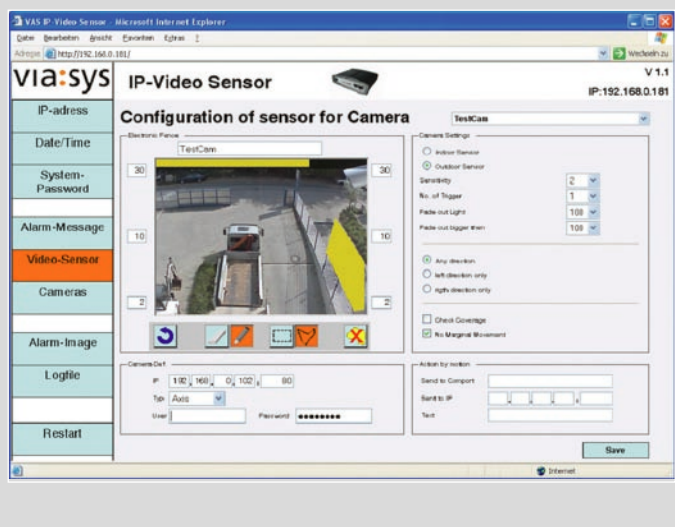 VAS IP-Video Sensor - Microsoft Internet Explorer
Datei Bearbeiten Ansicht Favoriten Extras ?
Adresse http://192.168.0.181/ Wechseln zu
via:sys IP-Video Sensor V 1.1
IP:192.168.0.181
IP-adress
Date/Time
System-
Password
Alarm-Message
Video-Sensor
Cameras
Alarm-Image
Logfile
Restart
Configuration of sensor for Camera TestCam
Electronic Fence
TestCam
30 30
10 10
2 2
Camera Settings
Indoor Sensor
Outdoor Sensor
Sensitivity 2
No. of Trigger 1
Fade out Light 100
Fade out bigger then 100
Any direction
left direction only
rigth direction only
Check Coverage
No Marginal Movement
Camera-Def
IP 192 168 0 102 80
Typ Axis
User Password
Action by motion
Send to Comport
Send to IP
Text
Save
Internet